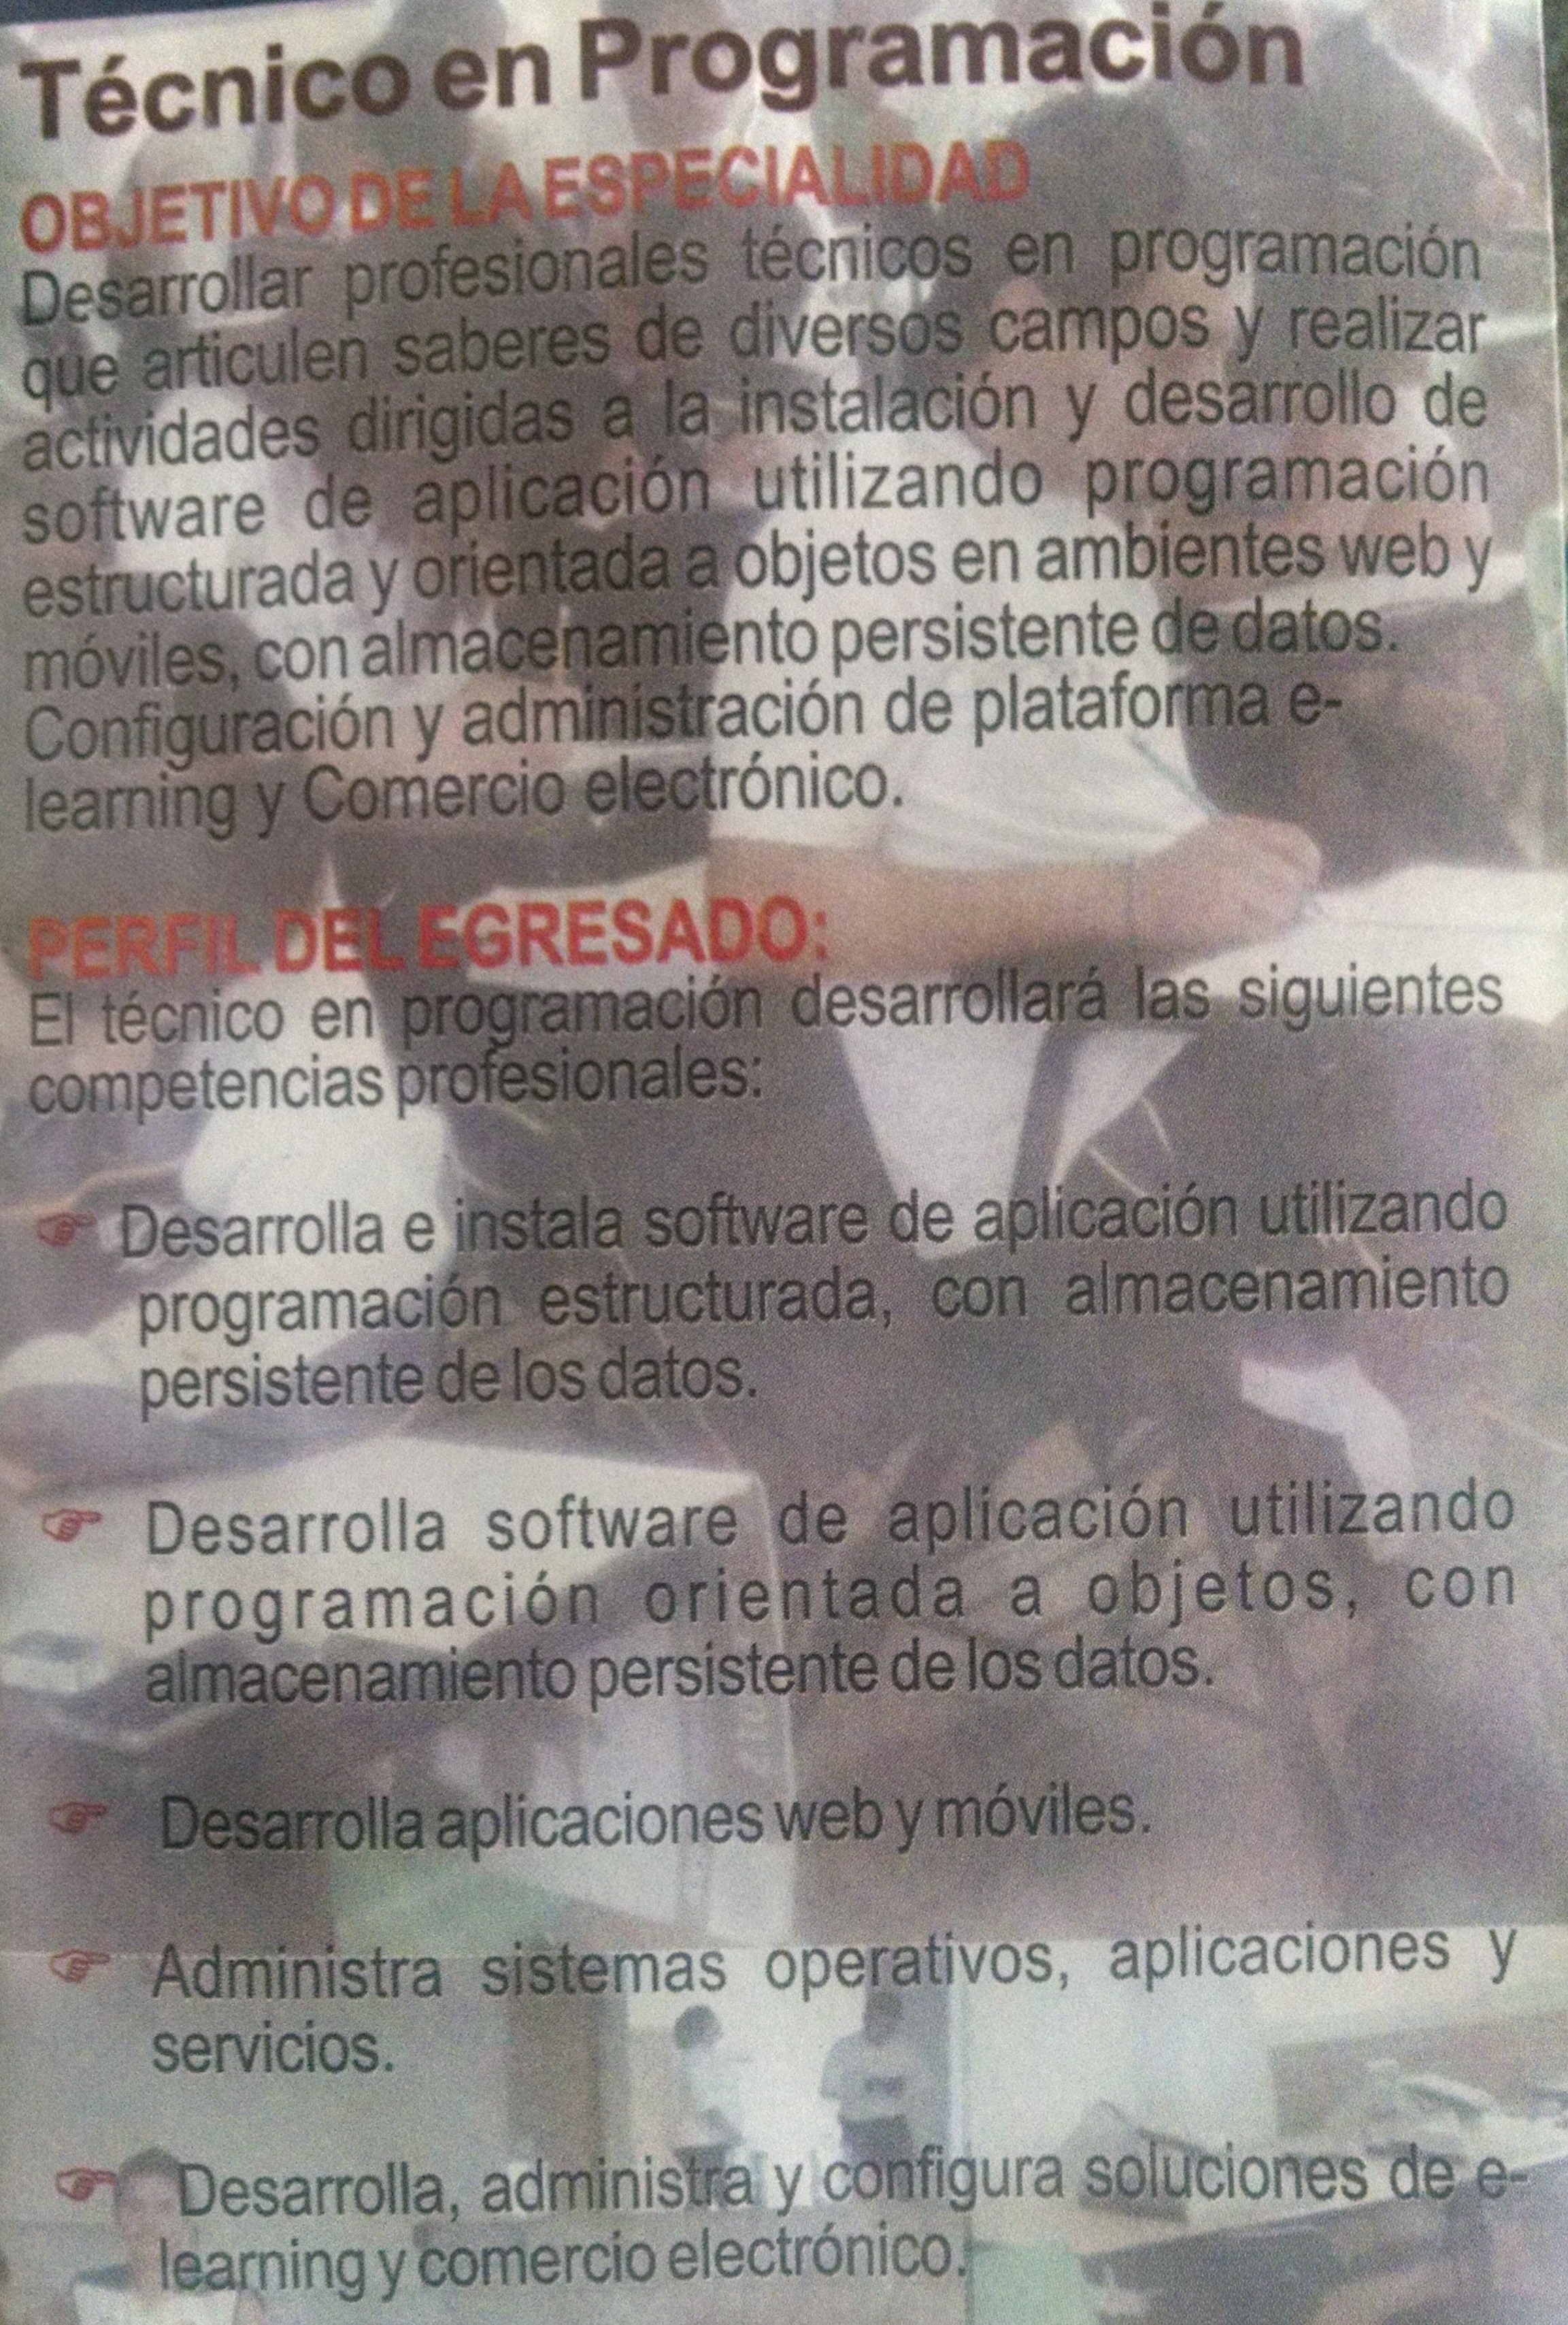 Técnico en Programación
OBJETIVO DE LA ESPECIALIDAD
Desarrollar profesionales técnicos en programación
que articulen saberes de diversos campos y realizar
actividades dirigidas a la instalación y desarrollo de
software de aplicación utilizando programación
estructurada y orientada a objetos en ambientes web y
móviles, con almacenamiento persistente de datos.
Configuración y administración de plataforma e-
learning y Comercio electrónico.
PERFIL DEL EGRESADO:
El técnico en programación desarrollará las siguientes
competencias profesionales:
Desarrolla e instala software de aplicación utilizando
programación estructurada, con almacenamiento
persistente de los datos.
Desarrolla software de aplicación utilizando
programación orientada a objetos, con
almacenamiento persistente de los datos.
Desarrolla aplicaciones web y móviles.
Administra sistemas operativos, aplicaciones y
servicios.
Desarrolla, administra y configura soluciones de e-
learning y comercio electrónico.